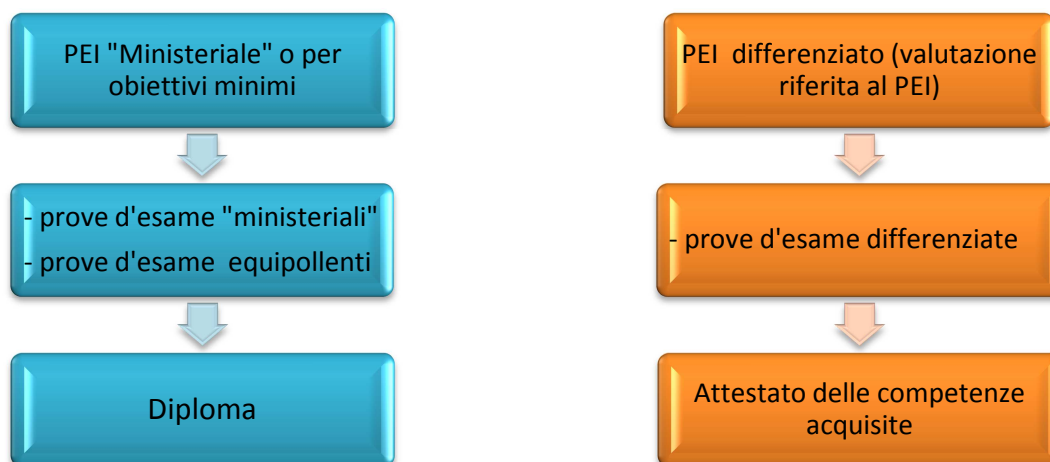 PEI "Ministeriale" o per
obiettivi minimi
- prove d'esame "ministeriali"
- prove d'esame equipollenti
Diploma
PEI differenziato (valutazione
riferita al PEI)
- prove d'esame differenziate
Attestato delle competenze
acquisite